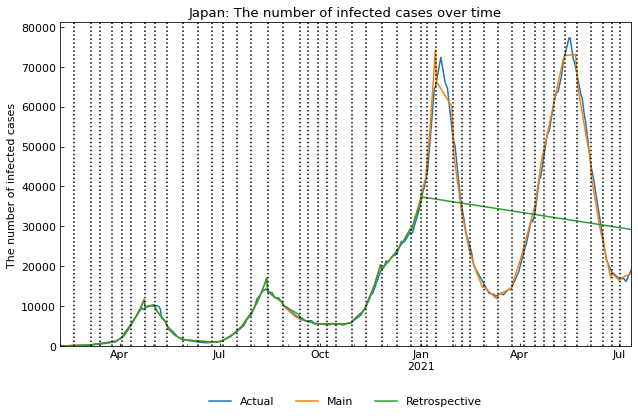 Japan: The number of infected cases over time
The number of infected cases
80000
70000
60000
50000
40000
30000
20000
10000
0
Apr
Jul
Oct
Jan
2021
Apr
Jul
Actual
Main
Retrospective